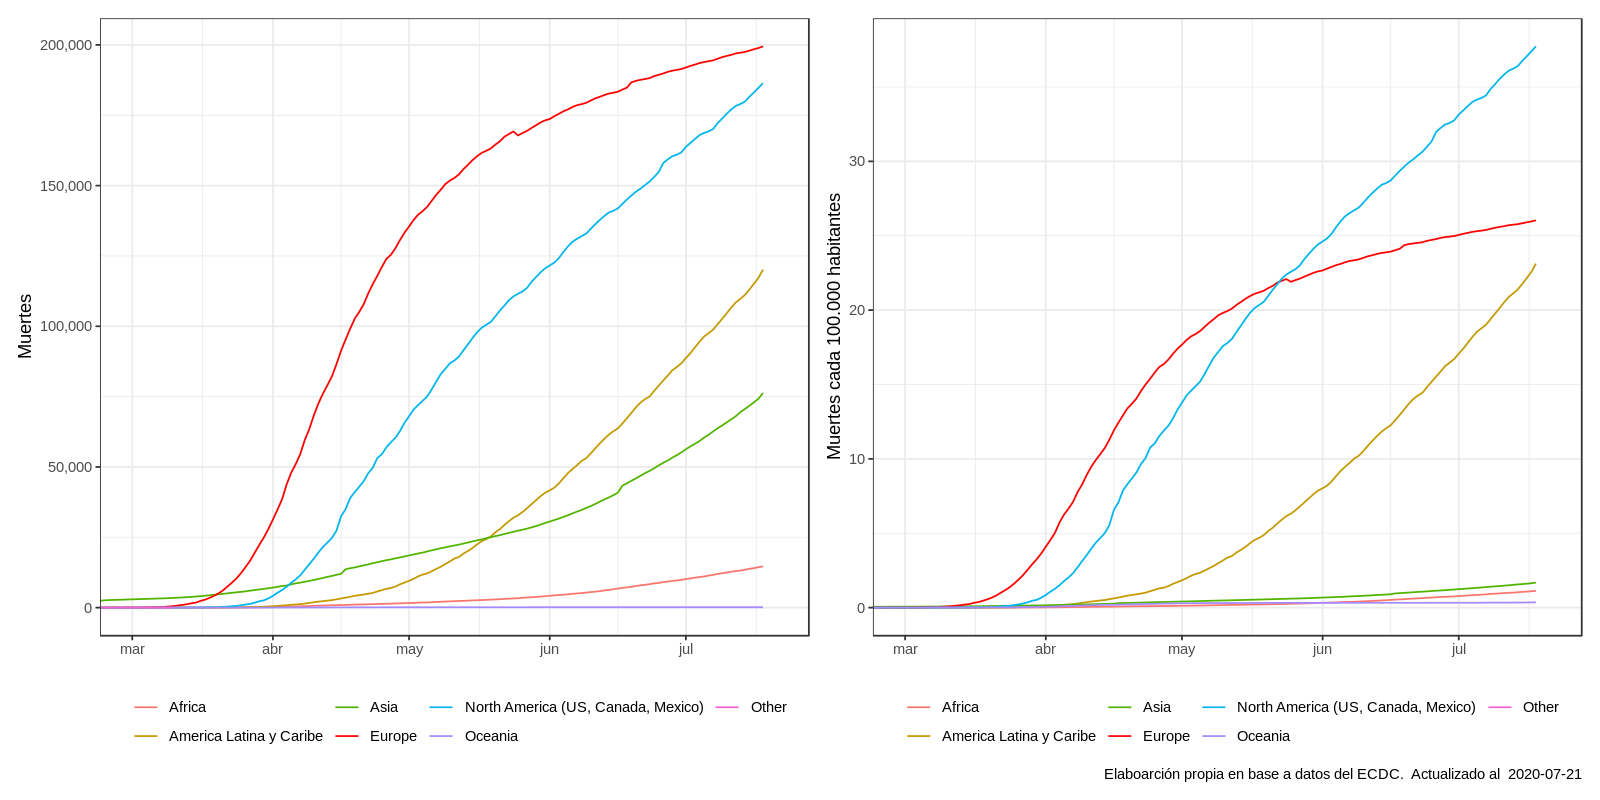 Muertes
200,000
150,000
100,000
50,000
0
mar
abr
may
jun
jul
Africa
Asia
North America (US, Canada, Mexico)
Other
America Latina y Caribe
Europe
Oceania
Muertes cada 100.000 habitantes
30
20
10
0
mar
abr
may
jun
jul
Africa
Asia
North America (US, Canada, Mexico)
Other
America Latina y Caribe
Europe
Oceania
Elaboarción propia en base a datos del ECDC.  Actualizado al  2020-07-21